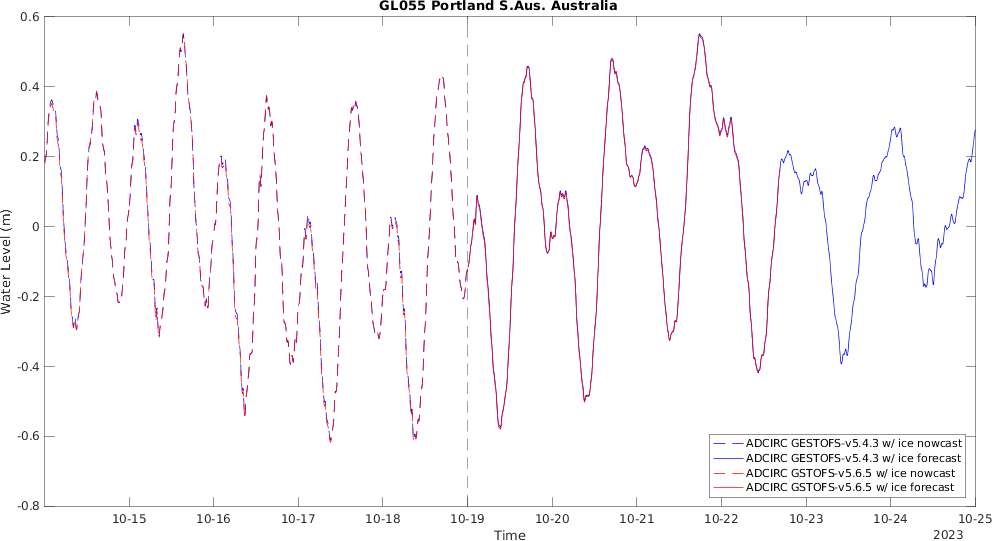 GL055 Portland S.Aus. Australia
0.6
0.4
0.2
0
-0.2
-0.4
-0.6
-0.8
Water Level (m)
ADCIRC GESTOFS-v5.4.3 w/ ice nowcast
ADCIRC GESTOFS-v5.4.3 w/ ice forecast
ADCIRC GSTOFS-v5.6.5 w/ ice nowcast
ADCIRC GSTOFS-v5.6.5 w/ ice forecast
10-15 10-16 10-17 10-18 10-19 10-20 10-21 10-22 10-23 10-24 10-25
Time
2023